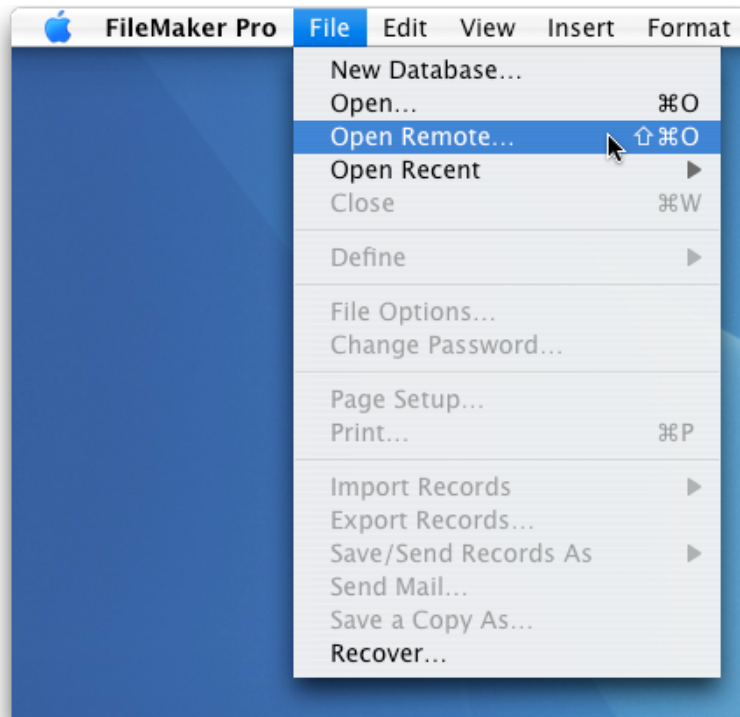 FileMaker Pro File Edit View Insert Format
New Database...
Open... ⌘O
Open Remote... ⇧⌘O
Open Recent
Close ⌘W
Define
File Options...
Change Password...
Page Setup...
Print... ⌘P
Import Records
Export Records...
Save/Send Records As
Send Mail...
Save a Copy As...
Recover...